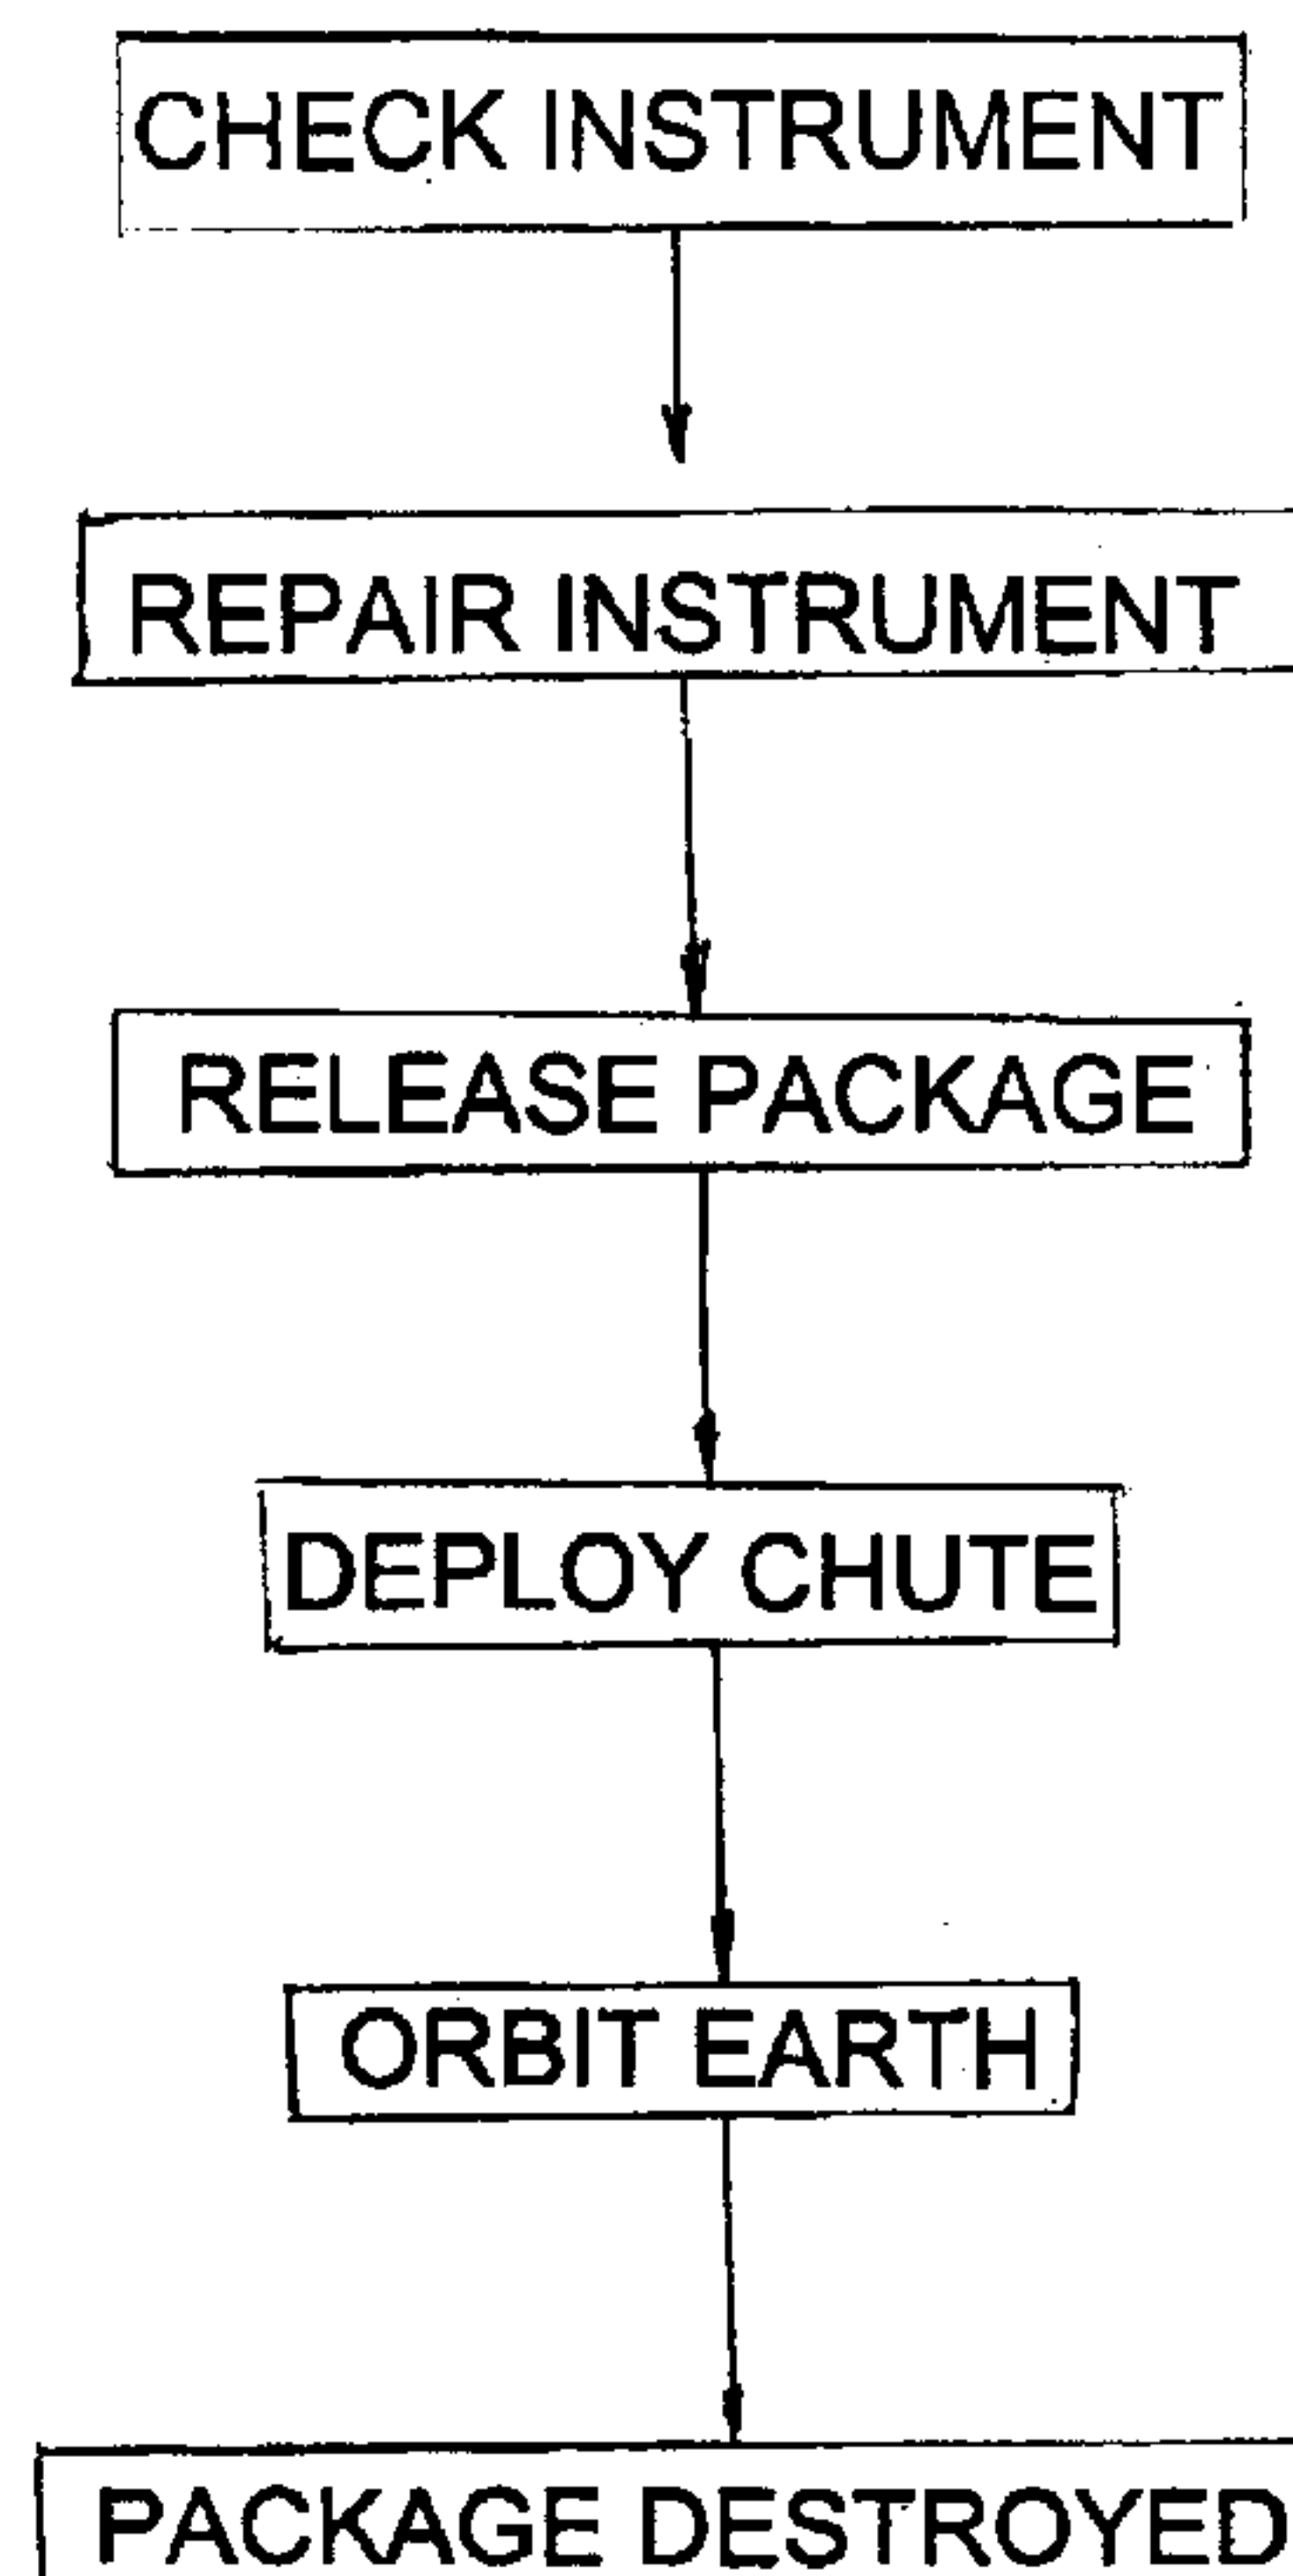 CHECK INSTRUMENT
REPAIR INSTRUMENT
RELEASE PACKAGE
DEPLOY CHUTE
ORBIT EARTH
PACKAGE DESTROYED